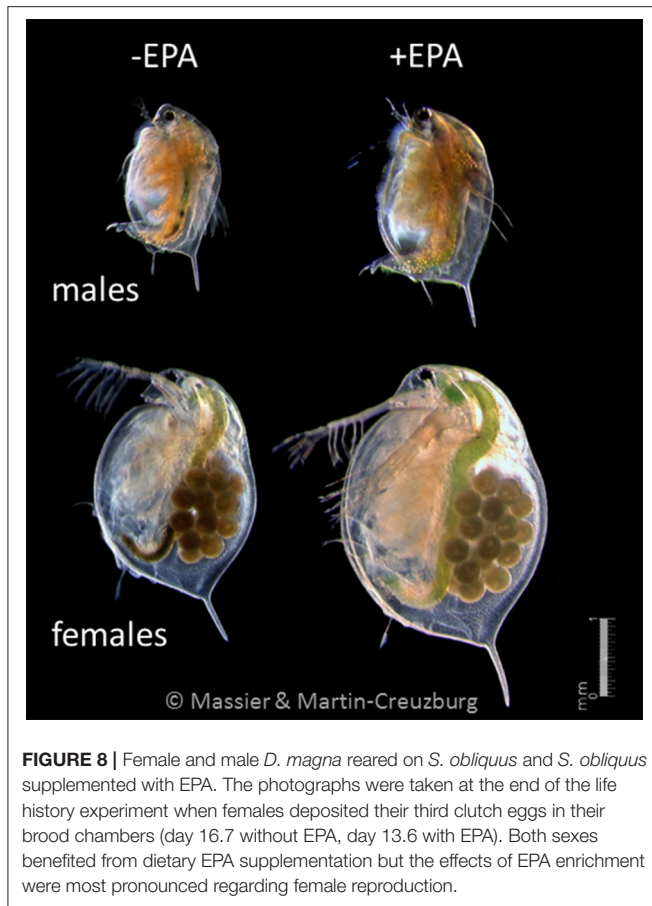 -EPA +EPA
males
females
1
mm
0
© Massier & Martin-Creuzburg
FIGURE 8 | Female and male D. magna reared on S. obliquus and S. obliquus
supplemented with EPA. The photographs were taken at the end of the life
history experiment when females deposited their third clutch eggs in their
brood chambers (day 16.7 without EPA, day 13.6 with EPA). Both sexes
benefited from dietary EPA supplementation but the effects of EPA enrichment
were most pronounced regarding female reproduction.